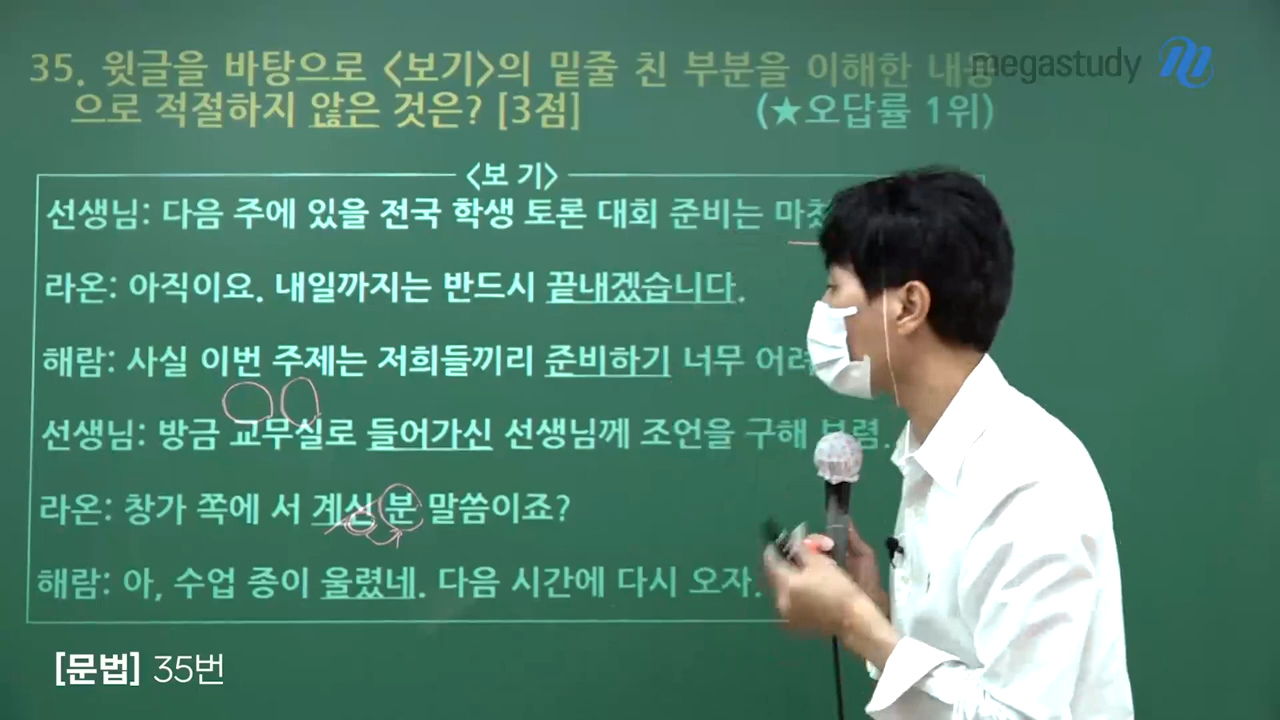 35. 윗글을 바탕으로 <보기>의 밑줄 친 부분을 이해한 내용
megastudy
으로 적절하지 않은 것은? [3점]
(★오답률 1위)
<보 기>
선생님: 다음 주에 있을 전국 학생 토론 대회 준비는
라온: 아직이요. 내일까지는 반드시 끝내겠습니다.
해람: 사실 이번 주제는 저희들끼리 준비하기 너무
선생님: 방금 교무실로 들어가신 선생님께 조언을 구해 보렴.
라온: 창가 쪽에 서 계신 분 말씀이죠?
해람: 아, 수업 종이 울렸네. 다음 시간에 다시 오자.
[문법] 35번